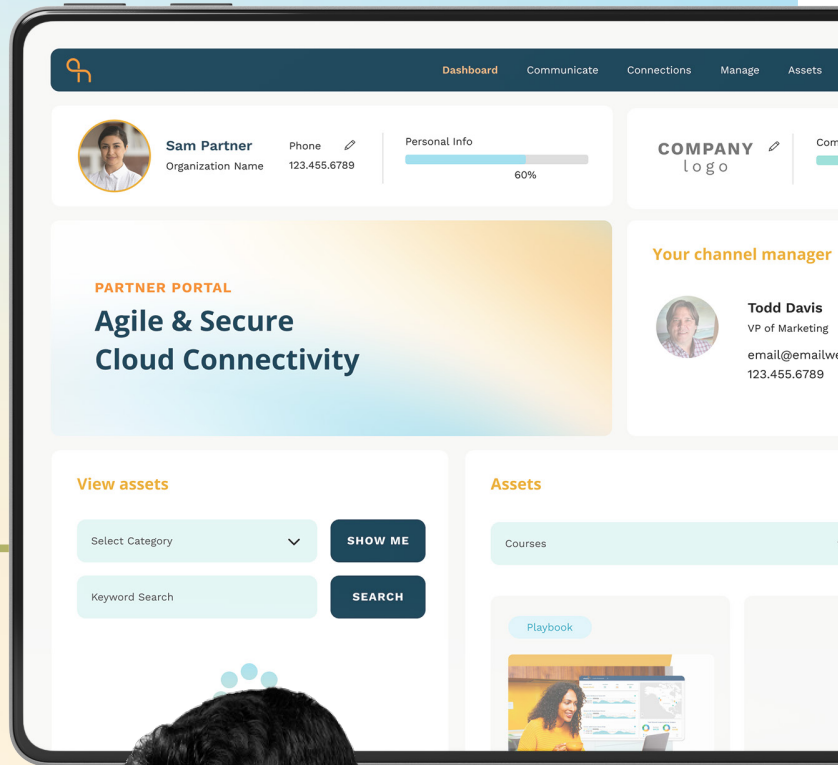 Dashboard
Communicate
Connections
Manage
Assets
Sam Partner
Organization Name
Phone
123.455.6789
Personal Info
60%
COMPANY
logo
PARTNER PORTAL
Agile & Secure
Cloud Connectivity
Your channel manager
Todd Davis
VP of Marketing
123.455.6789
View assets
Select Category
SHOW ME
Keyword Search
SEARCH
Assets
Courses
Playbook